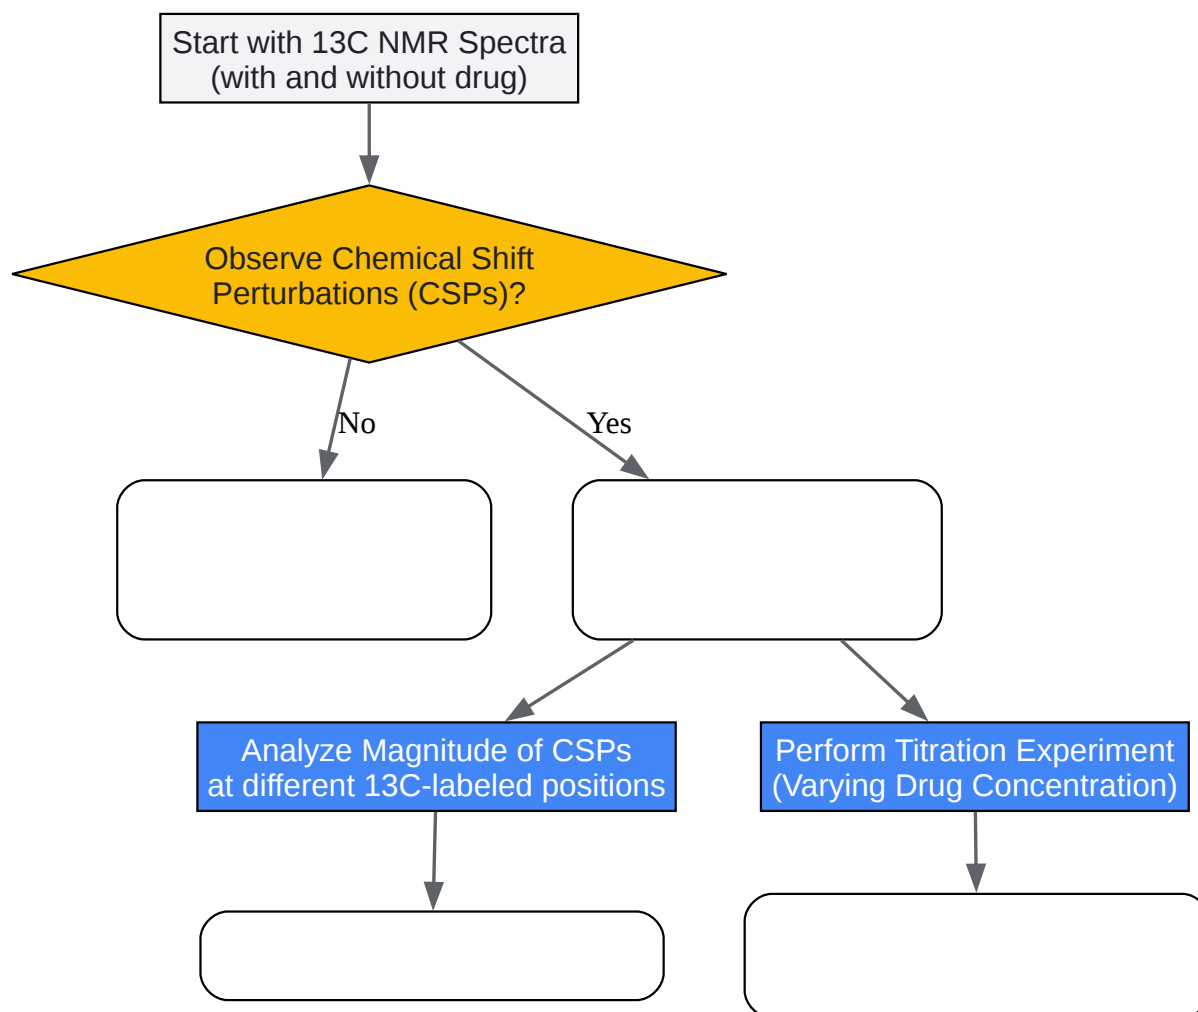 Start with 13C NMR Spectra
(with and without drug)
Observe Chemical Shift
Perturbations (CSPs)?
No
Yes
Analyze Magnitude of CSPs
at different 13C-labeled positions
Perform Titration Experiment
(Varying Drug Concentration)